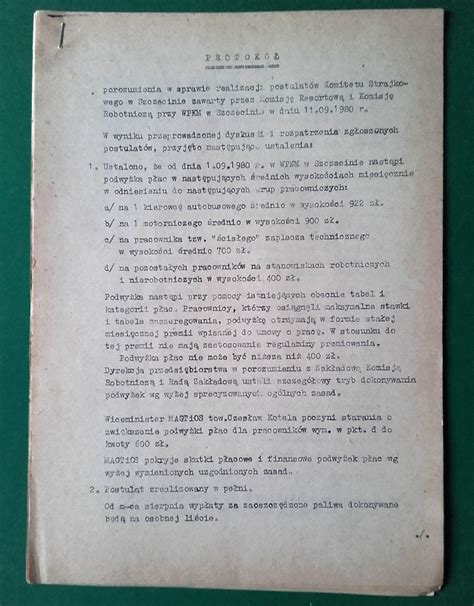 PROTOKÓŁ
porozumienia w sprawie realizacji postulatów Komitetu Strajko-
wego w Szczecinie zawarty przez Komisję Resortową i Komisję
Robotniczą przy WPKM w Szczecinie w dniu 11.09.1980 r.
W wyniku przeprowadzonej dyskusji i rozpatrzenia zgłoszonych
postulatów, przyjęto następujące ustalenia:
1. Ustalono, że od dnia 1.09.1980 r. w WPKM w Szczecinie nastąpi
podwyżka płac w następujących średnich wysokościach miesięcznie
w odniesieniu do następujących grup pracowniczych:
a/ na 1 kierowcę autobusowego średnio w wysokości 922 zł.
b/ na 1 motorniczego średnio w wysokości 900 zł.
c/ na pracownika tzw. "ścisłego" zaplecza technicznego
w wysokości średnio 700 zł.
d/ na pozostałych pracowników na stanowiskach robotniczych
i nierobotniczych w wysokości 400 zł.
Podwyżka nastąpi przy pomocy istniejących obecnie tabel i
kategorii płac. Pracownicy, którzy osiągnęli maksymalne stawki
i tabele zaszeregowania, podwyżkę otrzymają w formie stałej
miesięcznej premii wpisanej do umowy o pracę. W stosunku do
tej premii nie mają zastosowania regulaminy premiowania.
Podwyżka płac nie może być niższa niż 400 zł.
Dyrekcja przedsiębiorstwa w porozumieniu z Zakładową Komisją
Robotniczą i Radą Zakładową ustali szczegółowy tryb dokonywania
podwyżek wg wyżej sprecyzowanych ogólnych zasad.
Wiceminister MAGTiOS tow. Czesław Kotela poczyni starania o
zwiększenie podwyżki płac dla pracowników wym. w pkt. d do
kwoty 600 zł.
MAGTiOS pokryje skutki płacowe i finansowe podwyżek płac wg
wyżej wymienionych uzgodnionych zasad.
2. Postulat zrealizowany w pełni.
Od m-ca sierpnia wypłaty za zaoszczędzone paliwa dokonywane
będą na osobnej liście.
./.